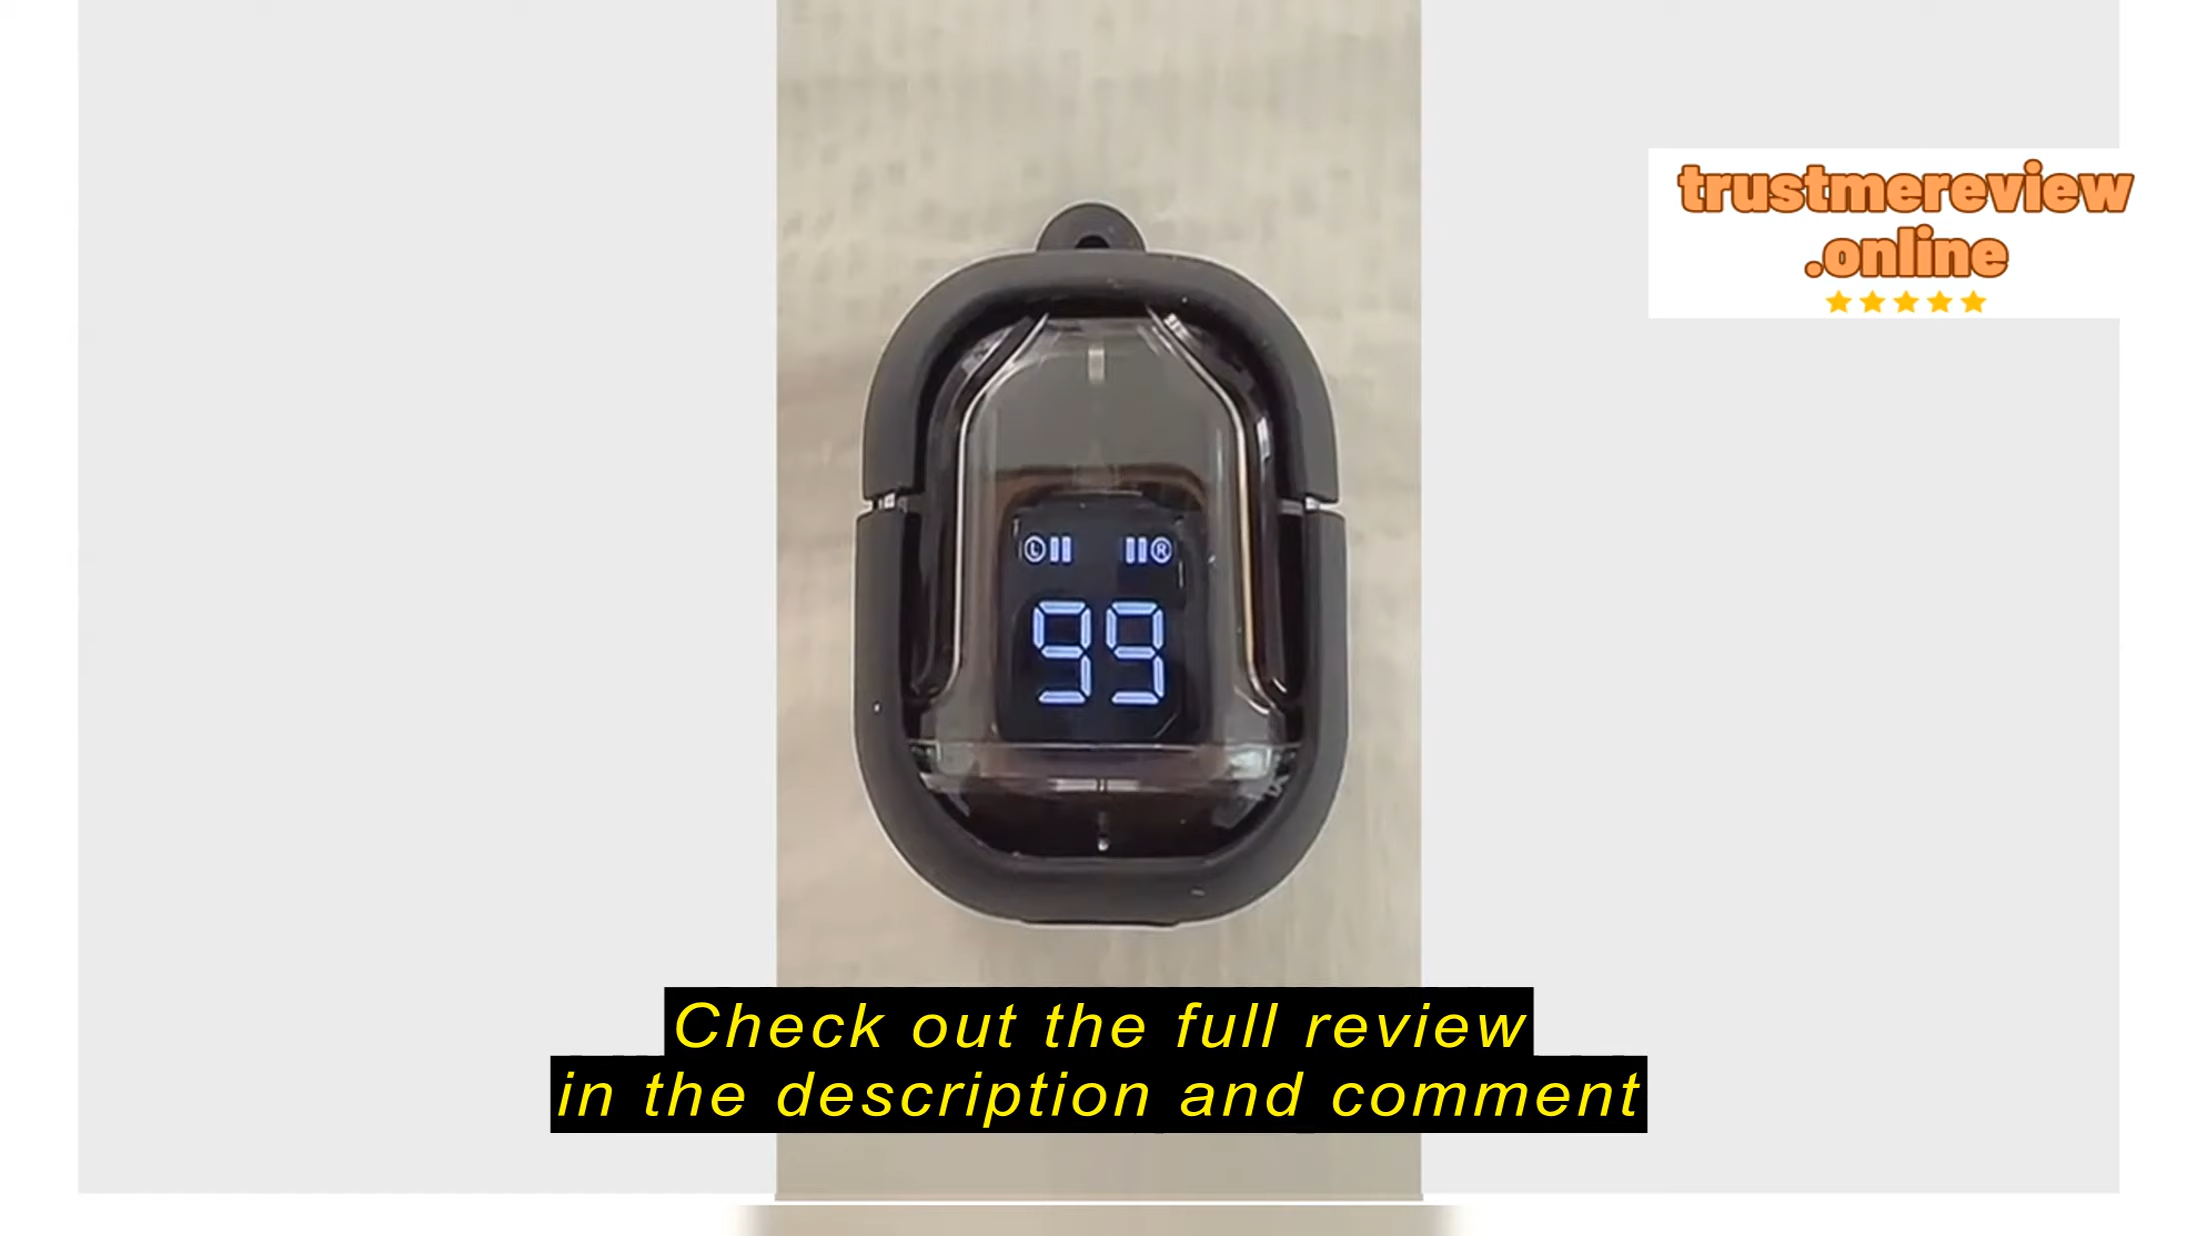 trustmereview
.online
L R
99
Check out the full review
in the description and comment